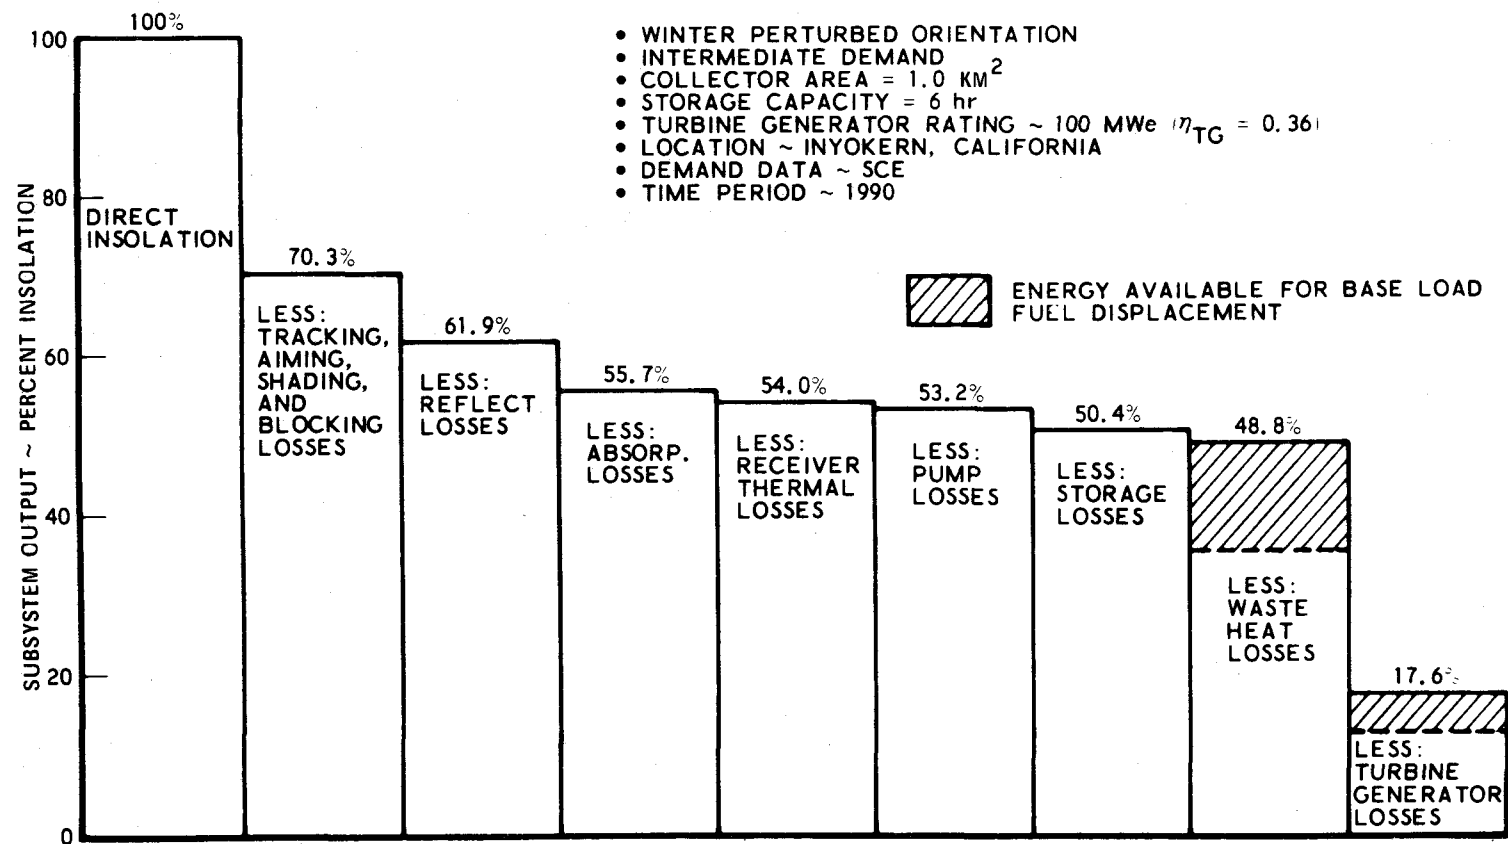 100%
100
• WINTER PERTURBED ORIENTATION
• INTERMEDIATE DEMAND
• COLLECTOR AREA = 1.0 KM²
• STORAGE CAPACITY = 6 hr
• TURBINE GENERATOR RATING ~ 100 MWe (ηTG = 0.36)
• LOCATION ~ INYOKERN, CALIFORNIA
• DEMAND DATA ~ SCE
• TIME PERIOD ~ 1990
SUBSYSTEM OUTPUT ~ PERCENT INSOLATION
80
60
40
20
0
DIRECT
INSOLATION
70.3%
LESS:
TRACKING,
AIMING,
SHADING,
AND
BLOCKING
LOSSES
61.9%
LESS:
REFLECT
LOSSES
55.7%
LESS:
ABSORP.
LOSSES
54.0%
LESS:
RECEIVER
THERMAL
LOSSES
53.2%
LESS:
PUMP
LOSSES
50.4%
LESS:
STORAGE
LOSSES
ENERGY AVAILABLE FOR BASE LOAD
FUEL DISPLACEMENT
48.8%
LESS:
WASTE
HEAT
LOSSES
17.6%
LESS:
TURBINE
GENERATOR
LOSSES